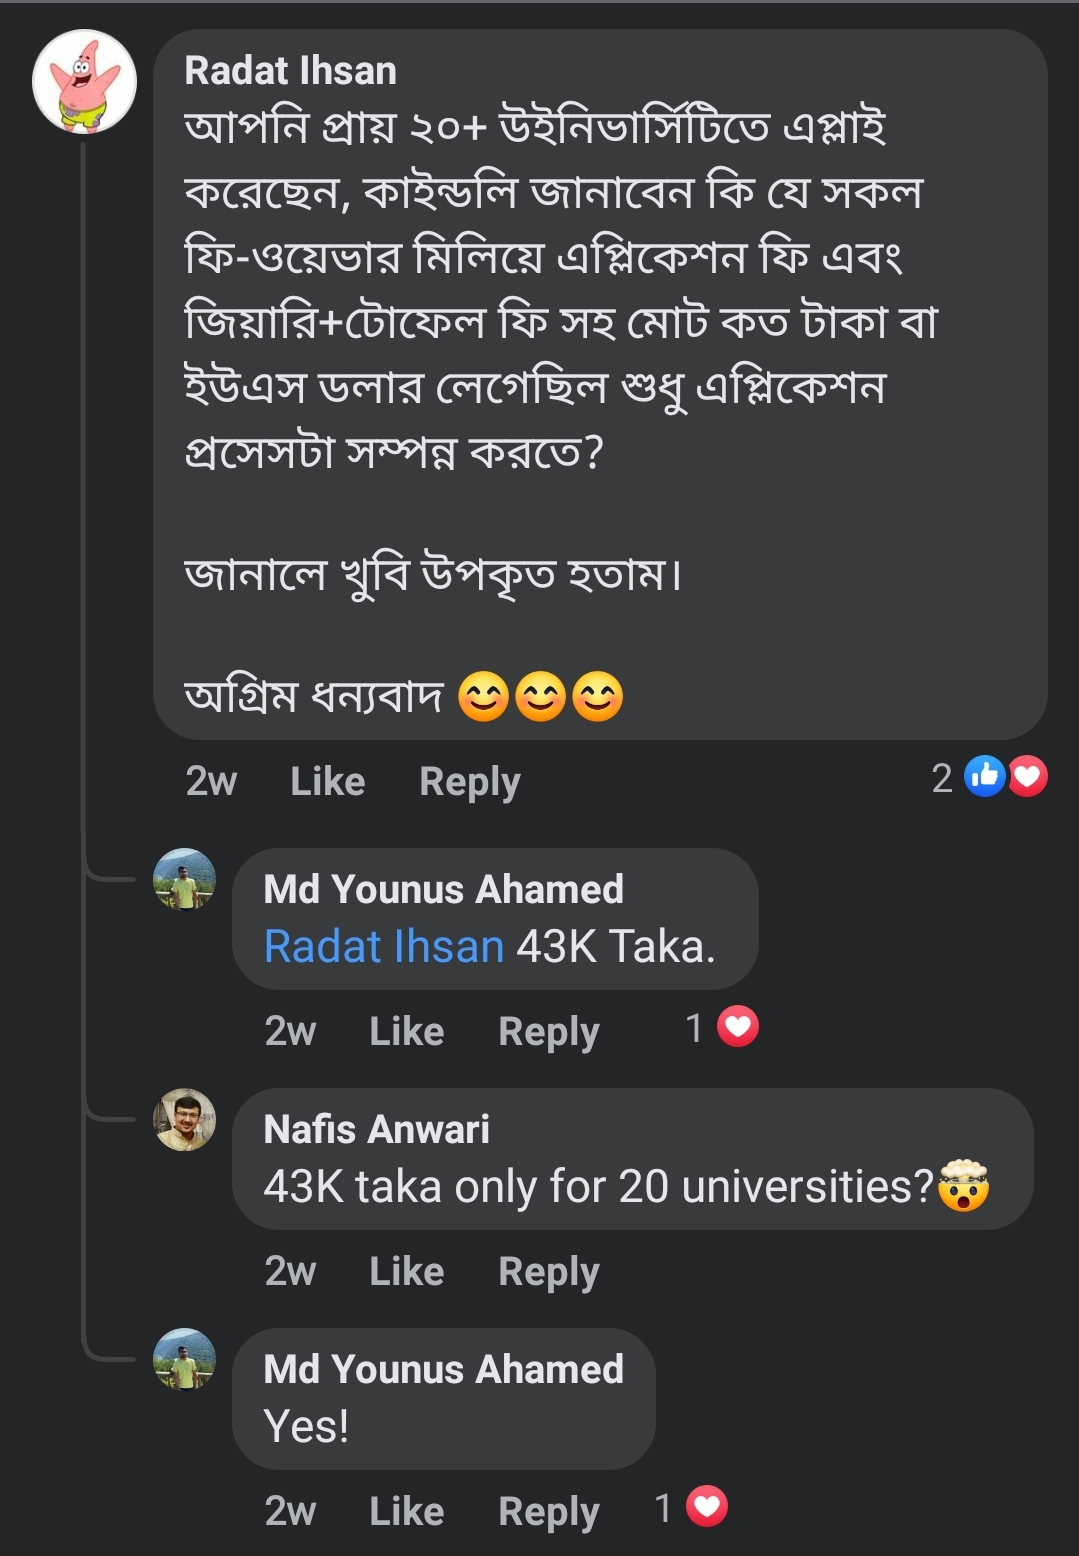 Radat Ihsan
আপনি প্রায় ২০+ উইনিভার্সিটিতে এপ্লাই
করেছেন, কাইন্ডলি জানাবেন কি যে সকল
ফি-ওয়েভার মিলিয়ে এপ্লিকেশন ফি এবং
জিয়ারি+টোফেল ফি সহ মোট কত টাকা বা
ইউএস ডলার লেগেছিল শুধু এপ্লিকেশন
প্রসেসটা সম্পন্ন করতে?
জানালে খুবি উপকৃত হতাম।
অগ্রিম ধন্যবাদ 😊😊😊
2w Like Reply 2
Md Younus Ahamed
Radat Ihsan 43K Taka.
2w Like Reply 1
Nafis Anwari
43K taka only for 20 universities?🤯
2w Like Reply
Md Younus Ahamed
Yes!
2w Like Reply 1